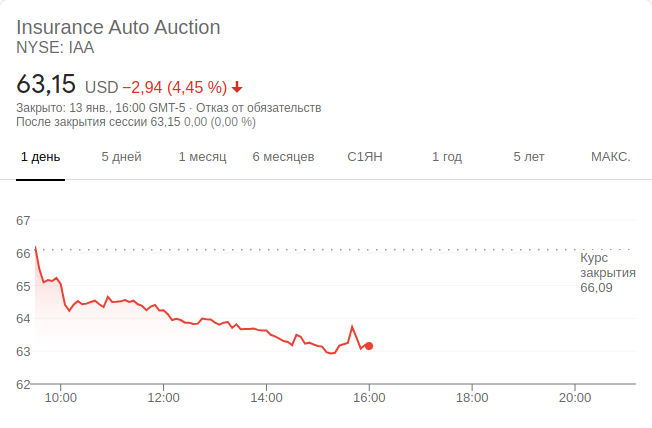 Insurance Auto Auction
NYSE: IAA
63,15 USD −2,94 (4,45 %)
Закрыто: 13 янв., 16:00 GMT-5 · Отказ от обязательств
После закрытия сессии 63,15 0,00 (0,00 %)
1 день 5 дней 1 месяц 6 месяцев С1ЯН 1 год 5 лет МАКС.
67
66
Курс
закрытия
66,09
65
64
63
62
10:00 12:00 14:00 16:00 18:00 20:00